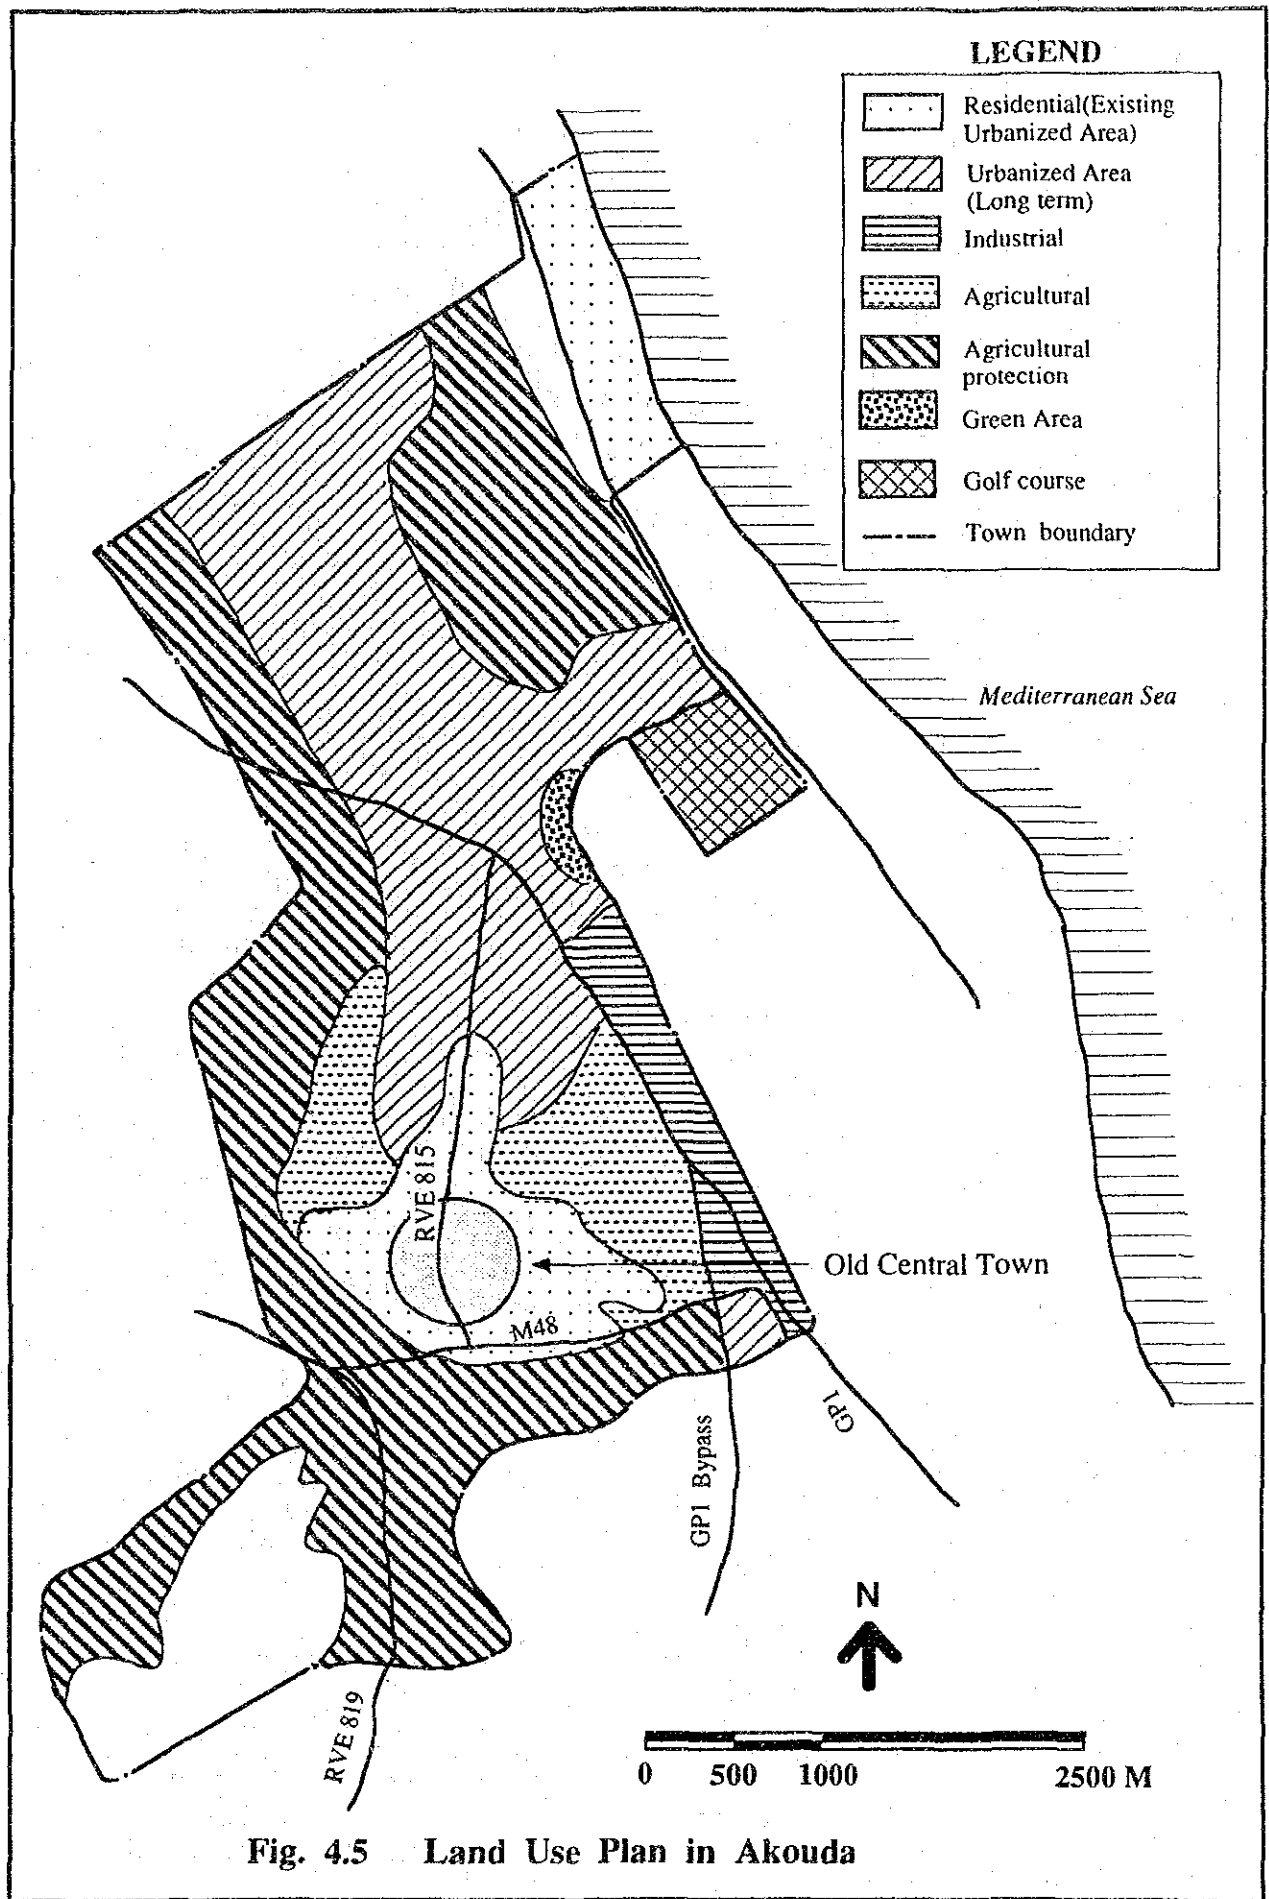 LEGEND
Residential(Existing
Urbanized Area)
Urbanized Area
(Long term)
Industrial
Agricultural
Agricultural
protection
Green Area
Golf course
Town boundary
Mediterranean Sea
RVE 815
Old Central Town
M48
GP1 Bypass
GP1
RVE 819
N
0 500 1000 2500 M
Fig. 4.5 Land Use Plan in Akouda